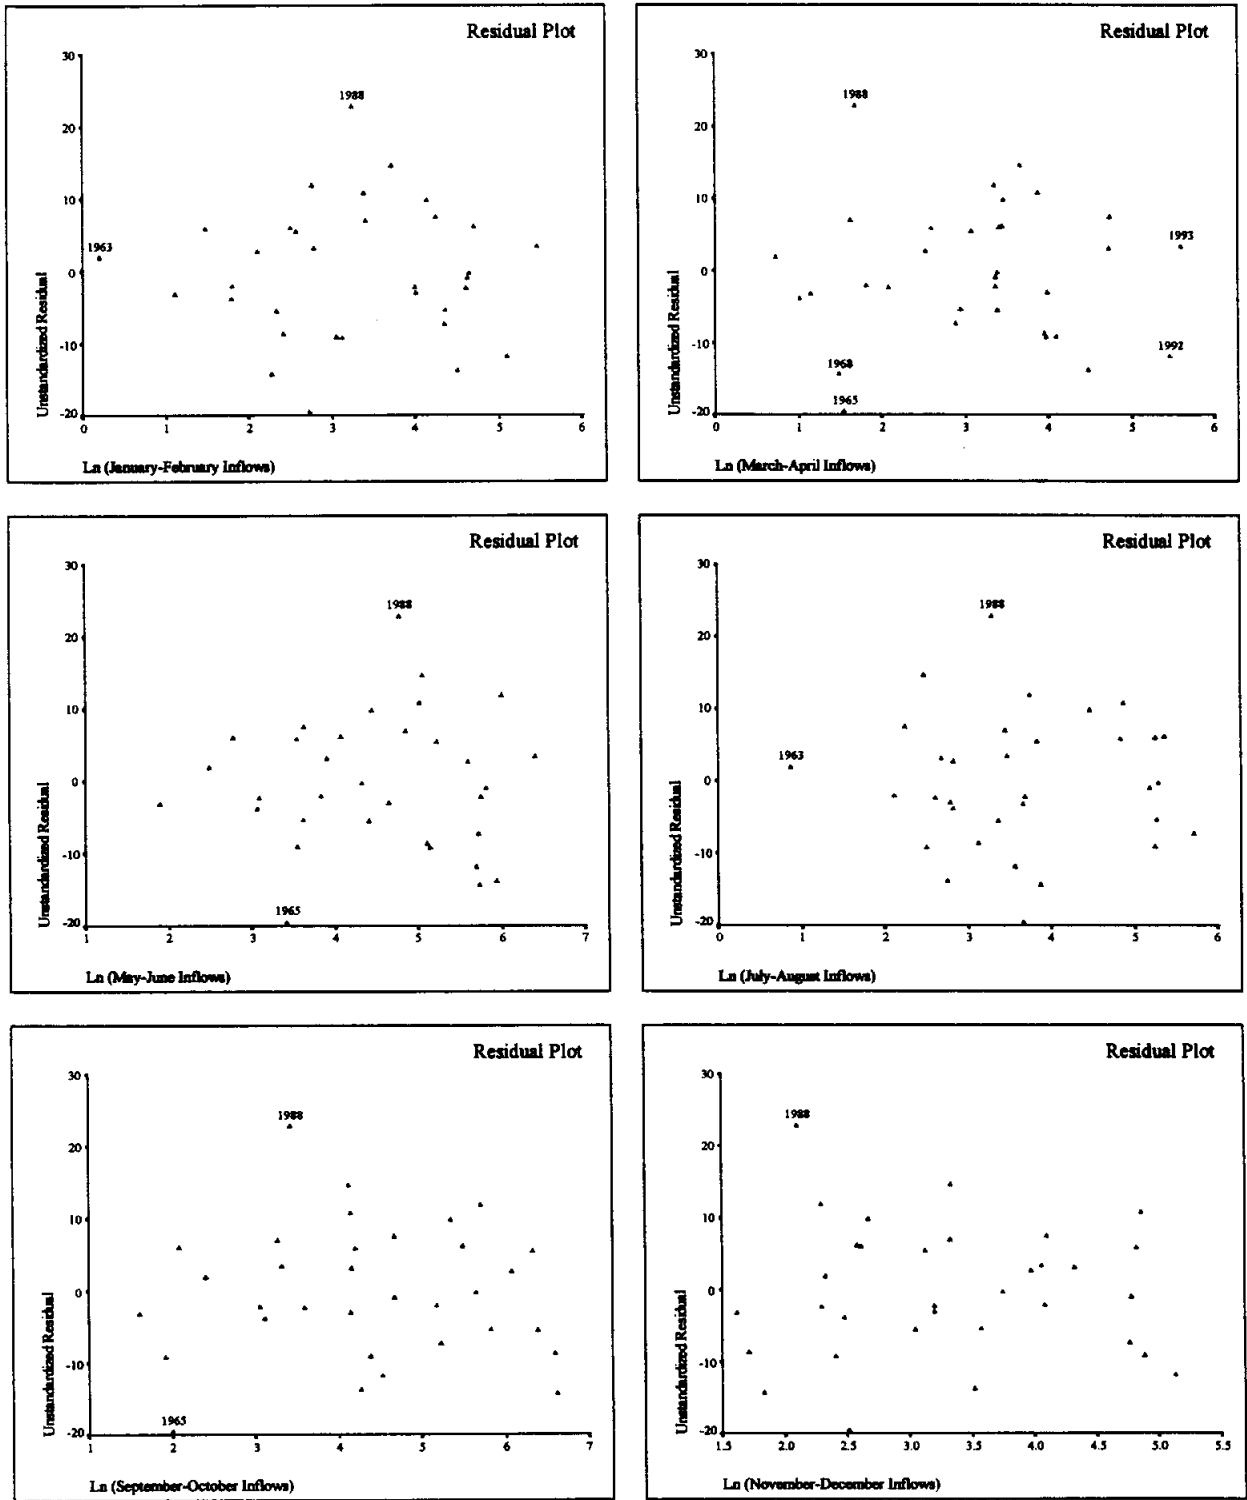 Residual Plot
30
20
10
0
-10
-20
Unstandardized Residual
1988
1963
0 1 2 3 4 5 6
Ln (January-February Inflows)
Residual Plot
30
20
10
0
-10
-20
Unstandardized Residual
1988
1993
1992
1968
1965
0 1 2 3 4 5 6
Ln (March-April Inflows)
Residual Plot
30
20
10
0
-10
-20
Unstandardized Residual
1988
1965
1 2 3 4 5 6 7
Ln (May-June Inflows)
Residual Plot
30
20
10
0
-10
-20
Unstandardized Residual
1988
1963
0 1 2 3 4 5 6
Ln (July-August Inflows)
Residual Plot
30
20
10
0
-10
-20
Unstandardized Residual
1988
1965
1 2 3 4 5 6 7
Ln (September-October Inflows)
Residual Plot
30
20
10
0
-10
-20
Unstandardized Residual
1988
1.5 2.0 2.5 3.0 3.5 4.0 4.5 5.0 5.5
Ln (November-December Inflows)